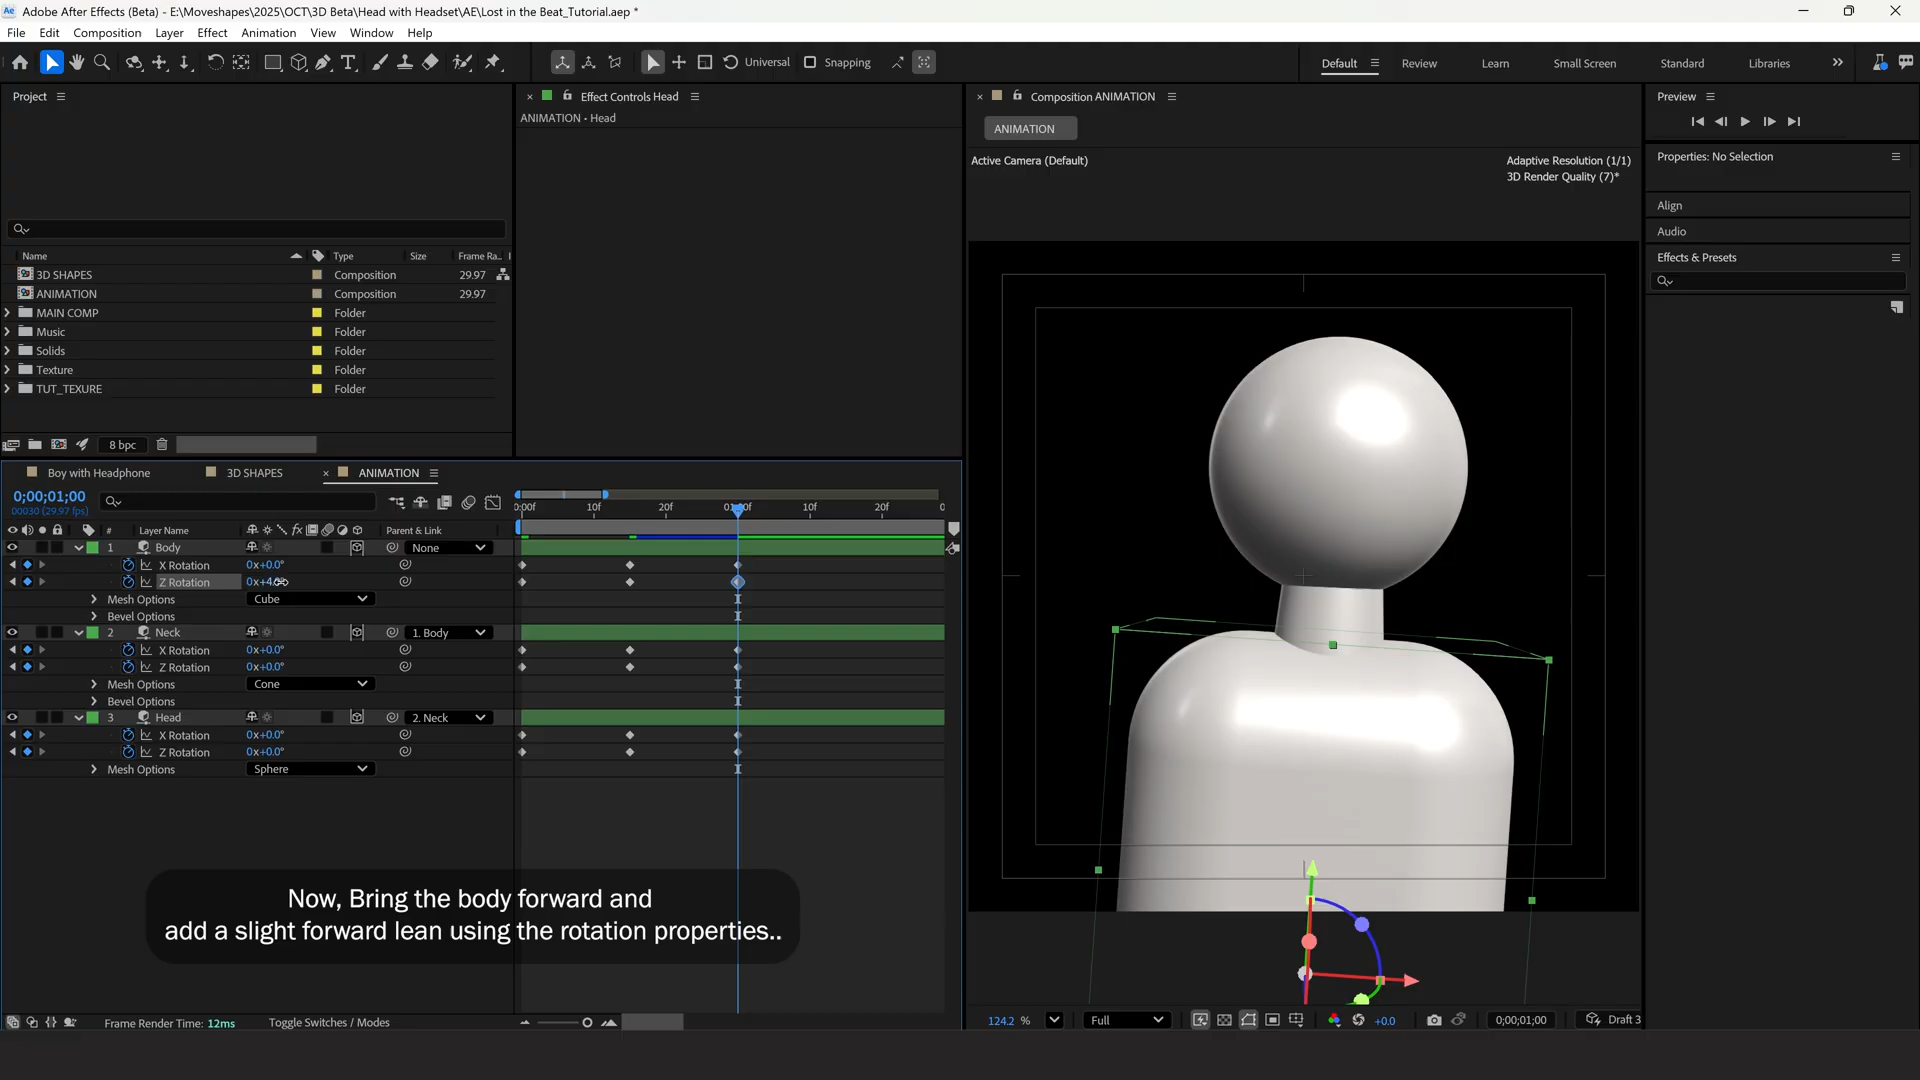 Adobe After Effects (Beta) - E:\Moveshapes\2025\OCT\3D Beta\Head with Headset\AE\Lost in the Beat_Tutorial.aep *
File Edit Composition Layer Effect Animation View Window Help
Universal Snapping Default Review Learn Small Screen Standard Libraries
Project
Effect Controls Head
Composition ANIMATION
Preview
ANIMATION • Head
ANIMATION
Active Camera (Default)
Adaptive Resolution (1/1)
3D Render Quality (7)*
Properties: No Selection
Align
Audio
Effects & Presets
Name Type Size Frame Ra..
3D SHAPES Composition 29.97
ANIMATION Composition 29.97
MAIN COMP Folder
Music Folder
Solids Folder
Texture Folder
TUT_TEXURE Folder
8 bpc
Boy with Headphone 3D SHAPES ANIMATION
0;00;01;00
00030 (29.97 fps)
0:00f 10f 20f 01:00f 10f 20f
# Layer Name fx Parent & Link
1 Body None
X Rotation 0x+0.0°
Z Rotation
Mesh Options Cube
Bevel Options
2 Neck 1. Body
X Rotation 0x+0.0°
Z Rotation 0x+0.0°
Mesh Options Cone
Bevel Options
3 Head 2. Neck
X Rotation 0x+0.0°
Z Rotation 0x+0.0°
Mesh Options Sphere
Now, Bring the body forward and
add a slight forward lean using the rotation properties..
Frame Render Time: 12ms Toggle Switches / Modes
124.2 % Full +0.0 0;00;01;00 Draft 3